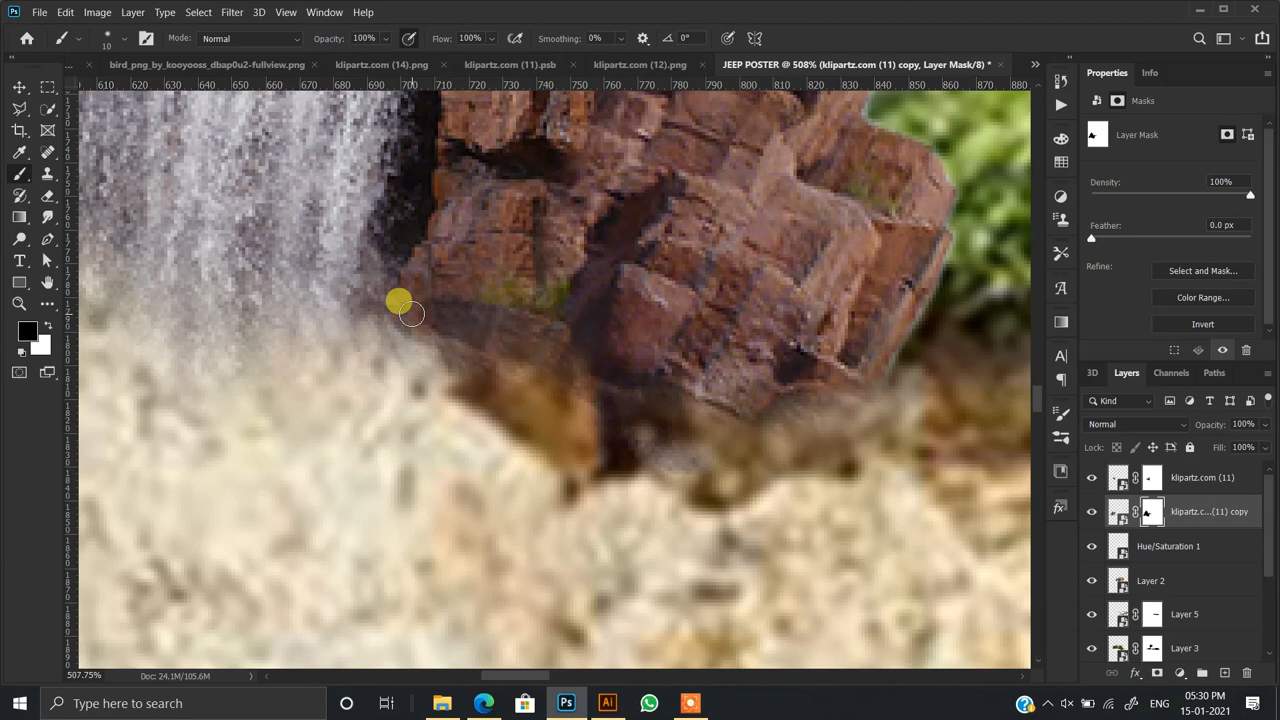 File Edit Image Layer Type Select Filter 3D View Window Help
10 Mode: Normal Opacity: 100% Flow: 100% Smoothing: 0% 0°
... bird_png_by_kooyooss_dbap0u2-fullview.png × klipartz.com (14).png × klipartz.com (11).psb × klipartz.com (12).png × JEEP POSTER @ 508% (klipartz.com (11) copy, Layer Mask/8) * ×
610 620 630 640 650 660 670 680 690 700 710 720 730 740 750 760 770 780 790 800 810 820 830 840 850 860 870 880
Properties Info
Masks
Layer Mask
Density: 100%
Feather: 0.0 px
Refine: Select and Mask...
Color Range...
Invert
3D Layers Channels Paths
Kind
Normal Opacity: 100%
Lock: Fill: 100%
klipartz.com (11)
klipartz.c...(11) copy
Hue/Saturation 1
Layer 2
Layer 5
Layer 3
507.75% Doc: 24.1M/105.6M
Type here to search
ENG
05:30 PM
15-01-2021